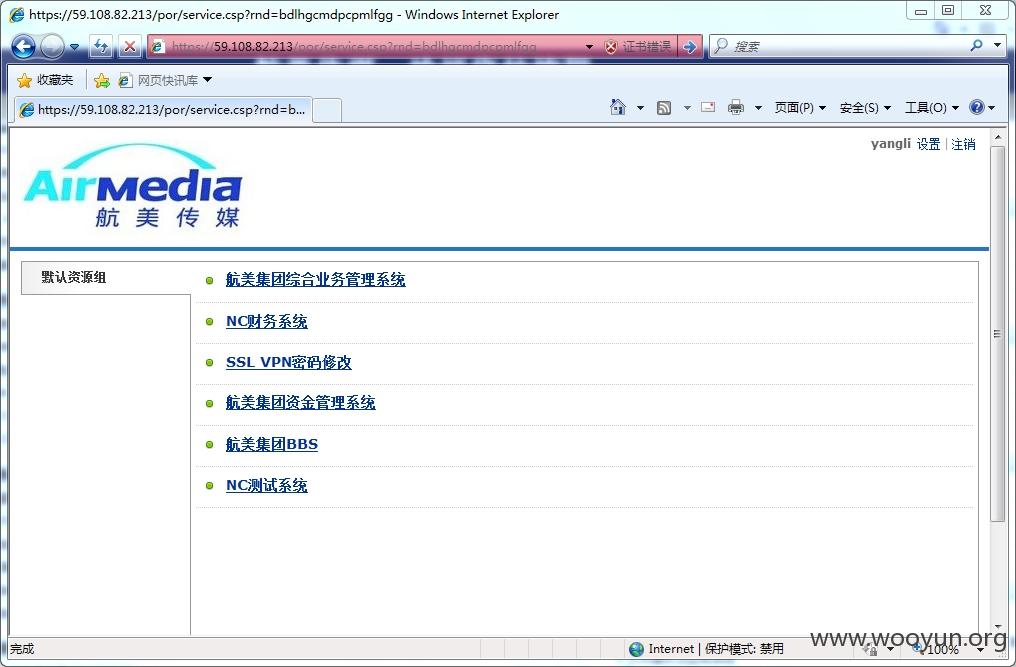 https://59.108.82.213/por/service.csp?rnd=bdlhgcmdpcpmlfgg - Windows Internet Explorer
https://59.108.82.213/por/service.csp?rnd=bdlhgcmdpcpmlfgg 证书错误 搜索
收藏夹 网页快讯库
https://59.108.82.213/por/service.csp?rnd=b... 页面(P) 安全(S) 工具(O)
yangli 设置 | 注销
AirMedia
航美传媒
默认资源组
航美集团综合业务管理系统
NC财务系统
SSL VPN密码修改
航美集团资金管理系统
航美集团BBS
NC测试系统
www.wooyun.org
完成 Internet | 保护模式: 禁用 100%